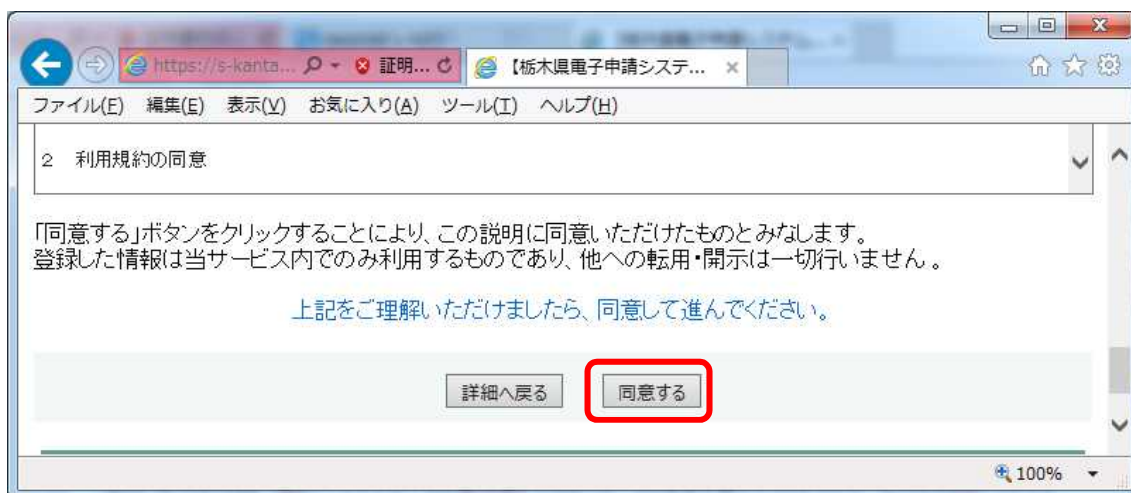 https://s-kanta... 証明... 【栃木県電子申請システ...
ファイル(F) 編集(E) 表示(V) お気に入り(A) ツール(T) ヘルプ(H)
2 利用規約の同意
「同意する」ボタンをクリックすることにより、この説明に同意いただけたものとみなします。
登録した情報は当サービス内でのみ利用するものであり、他への転用・開示は一切行いません。
上記をご理解いただけましたら、同意して進んでください。
詳細へ戻る 同意する
100%